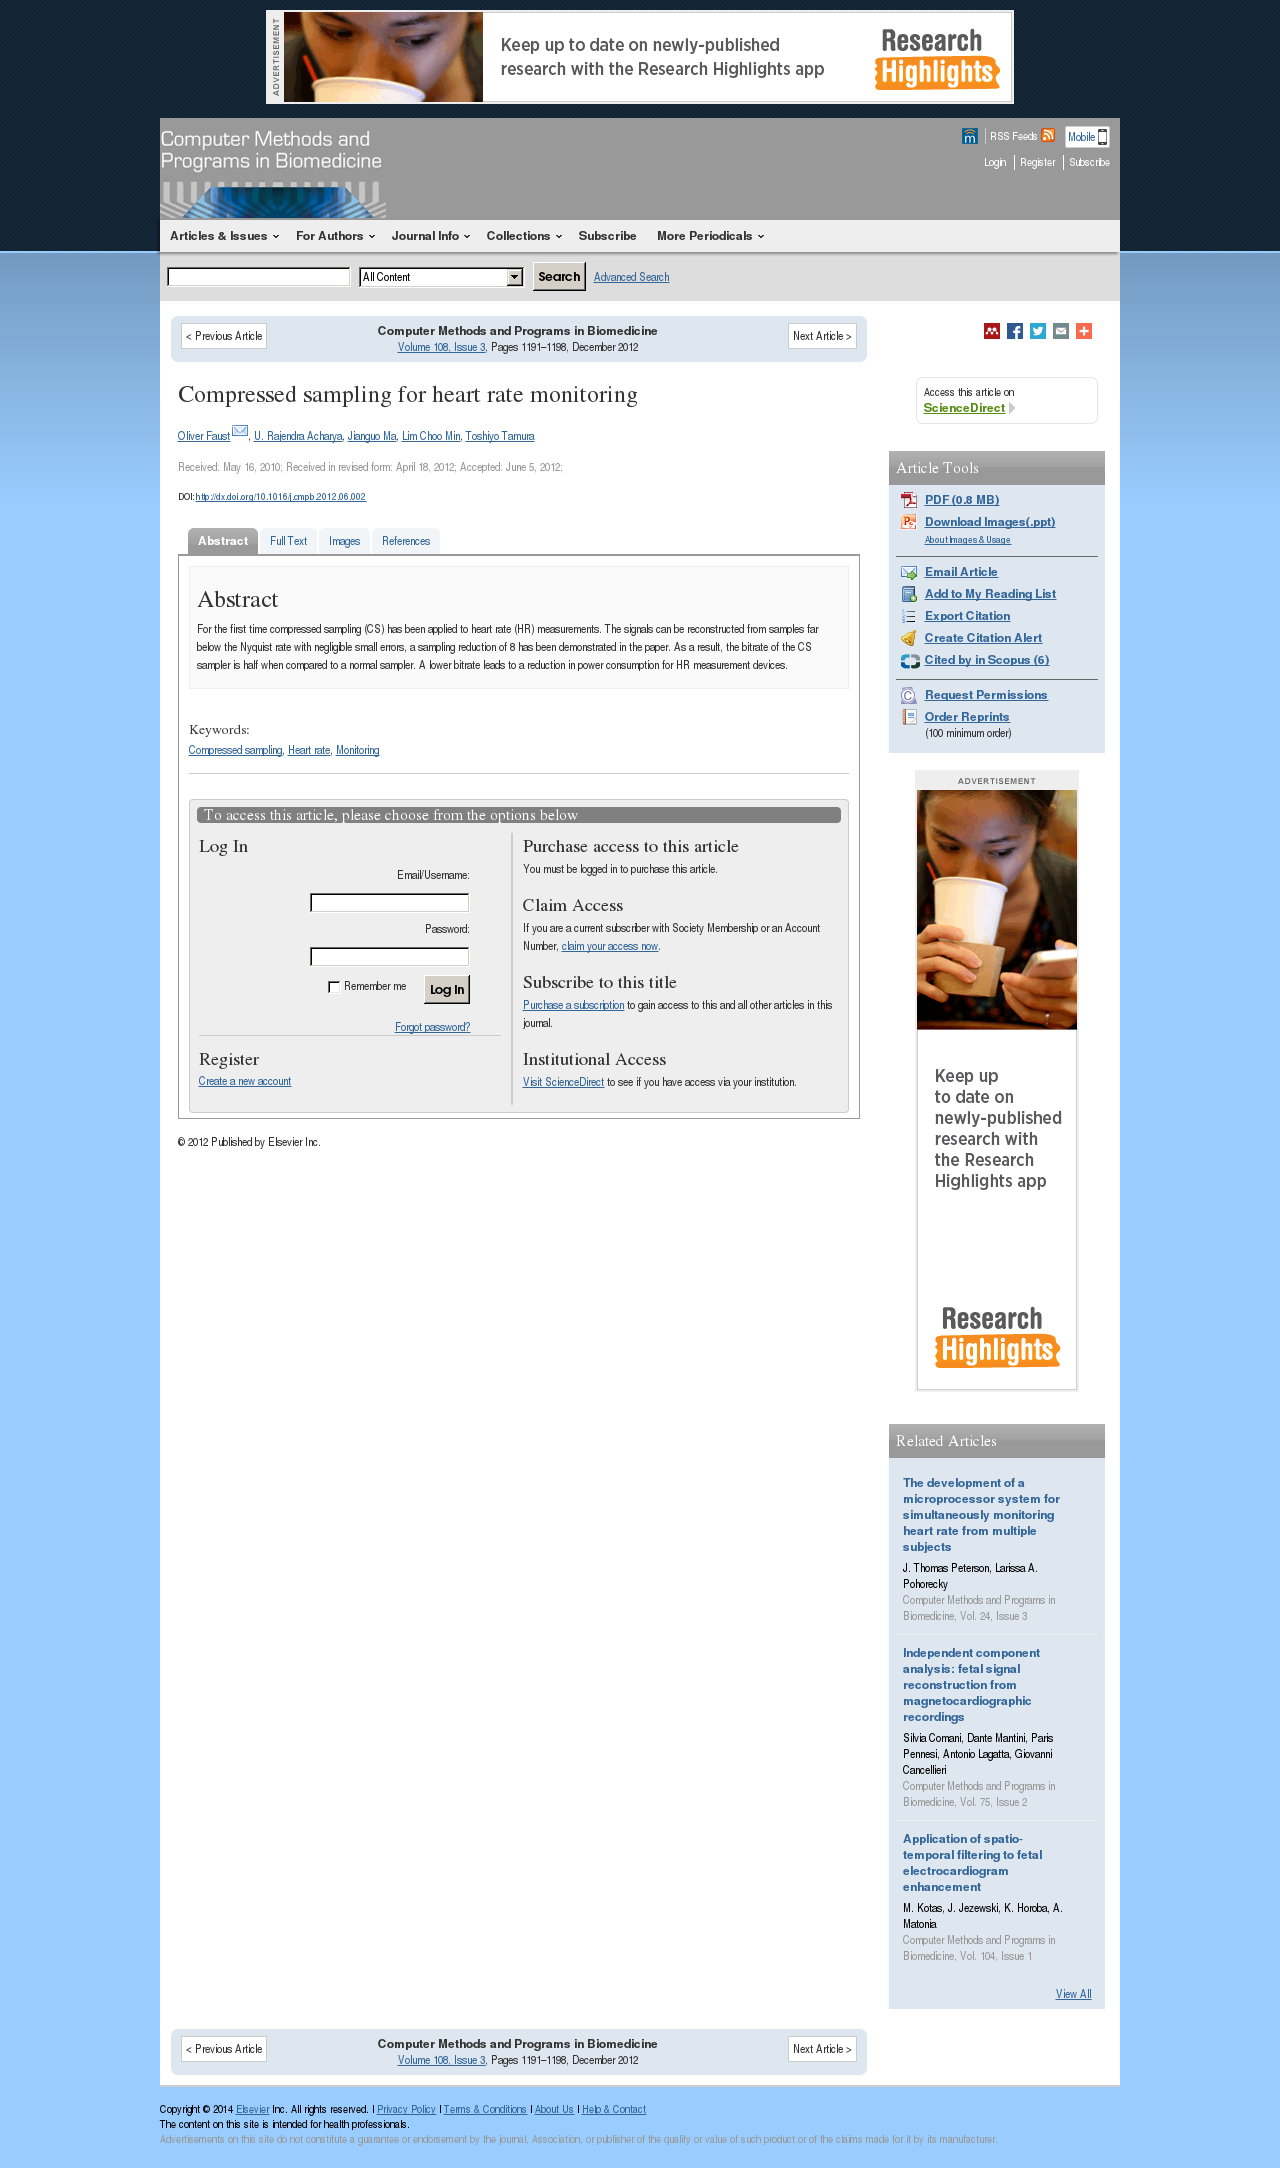 ADVERTISEMENT
Keep up to date on newly-published
research with the Research Highlights app
Research
Highlights
Computer Methods and
Programs in Biomedicine
m
RSS Feeds
Mobile
Login
Register
Subscribe
Articles & Issues
For Authors
Journal Info
Collections
Subscribe
More Periodicals
All Content
Search
Advanced Search
< Previous Article
Computer Methods and Programs in Biomedicine
Next Article >
Volume 108, Issue 3, Pages 1191–1198, December 2012
Compressed sampling for heart rate monitoring
Oliver Faust, U. Rajendra Acharya, Jianguo Ma, Lim Choo Min, Toshiyo Tamura
Received: May 16, 2010; Received in revised form: April 18, 2012; Accepted: June 5, 2012;
DOI: http://dx.doi.org/10.1016/j.cmpb.2012.06.002
Abstract
Full Text
Images
References
Abstract
For the first time compressed sampling (CS) has been applied to heart rate (HR) measurements. The signals can be reconstructed from samples far
below the Nyquist rate with negligible small errors, a sampling reduction of 8 has been demonstrated in the paper. As a result, the bitrate of the CS
sampler is half when compared to a normal sampler. A lower bitrate leads to a reduction in power consumption for HR measurement devices.
Keywords:
Compressed sampling, Heart rate, Monitoring
To access this article, please choose from the options below
Log In
Email/Username:
Password:
Remember me
Log In
Forgot password?
Register
Create a new account
Purchase access to this article
You must be logged in to purchase this article.
Claim Access
If you are a current subscriber with Society Membership or an Account
Number, claim your access now.
Subscribe to this title
Purchase a subscription to gain access to this and all other articles in this
journal.
Institutional Access
Visit ScienceDirect to see if you have access via your institution.
© 2012 Published by Elsevier Inc.
Access this article on
ScienceDirect
Article Tools
PDF (0.8 MB)
Download Images(.ppt)
About Images & Usage
Email Article
Add to My Reading List
Export Citation
Create Citation Alert
Cited by in Scopus (6)
Request Permissions
Order Reprints
(100 minimum order)
ADVERTISEMENT
Keep up
to date on
newly-published
research with
the Research
Highlights app
Research
Highlights
Related Articles
The development of a
microprocessor system for
simultaneously monitoring
heart rate from multiple
subjects
J. Thomas Peterson, Larissa A.
Pohorecky
Computer Methods and Programs in
Biomedicine, Vol. 24, Issue 3
Independent component
analysis: fetal signal
reconstruction from
magnetocardiographic
recordings
Silvia Comani, Dante Mantini, Paris
Pennesi, Antonio Lagatta, Giovanni
Cancellieri
Computer Methods and Programs in
Biomedicine, Vol. 75, Issue 2
Application of spatio-
temporal filtering to fetal
electrocardiogram
enhancement
M. Kotas, J. Jezewski, K. Horoba, A.
Matonia
Computer Methods and Programs in
Biomedicine, Vol. 104, Issue 1
View All
< Previous Article
Computer Methods and Programs in Biomedicine
Next Article >
Volume 108, Issue 3, Pages 1191–1198, December 2012
Copyright © 2014 Elsevier Inc. All rights reserved. | Privacy Policy | Terms & Conditions | About Us | Help & Contact
The content on this site is intended for health professionals.
Advertisements on this site do not constitute a guarantee or endorsement by the journal, Association, or publisher of the quality or value of such product or of the claims made for it by its manufacturer.